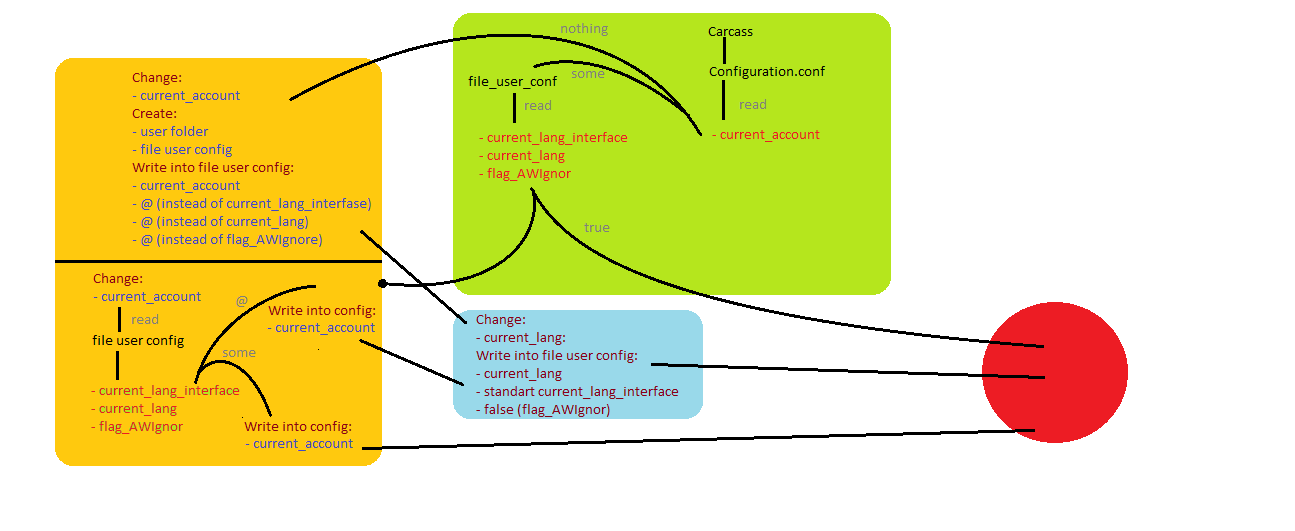 Change:
- current_account
Create:
- user folder
- file user config
Write into file user config:
- current_account
- @ (instead of current_lang_interfase)
- @ (instead of current_lang)
- @ (instead of flag_AWIgnore)
Change:
- current_account
read
file user config
- current_lang_interface
- current_lang
- flag_AWIgnor
@
some
Write into config:
- current_account
Write into config:
- current_account
nothing
some
file_user_conf
read
- current_lang_interface
- current_lang
- flag_AWIgnor
Carcass
Configuration.conf
read
- current_account
true
Change:
- current_lang:
Write into file user config:
- current_lang
- standart current_lang_interface
- false (flag_AWIgnor)